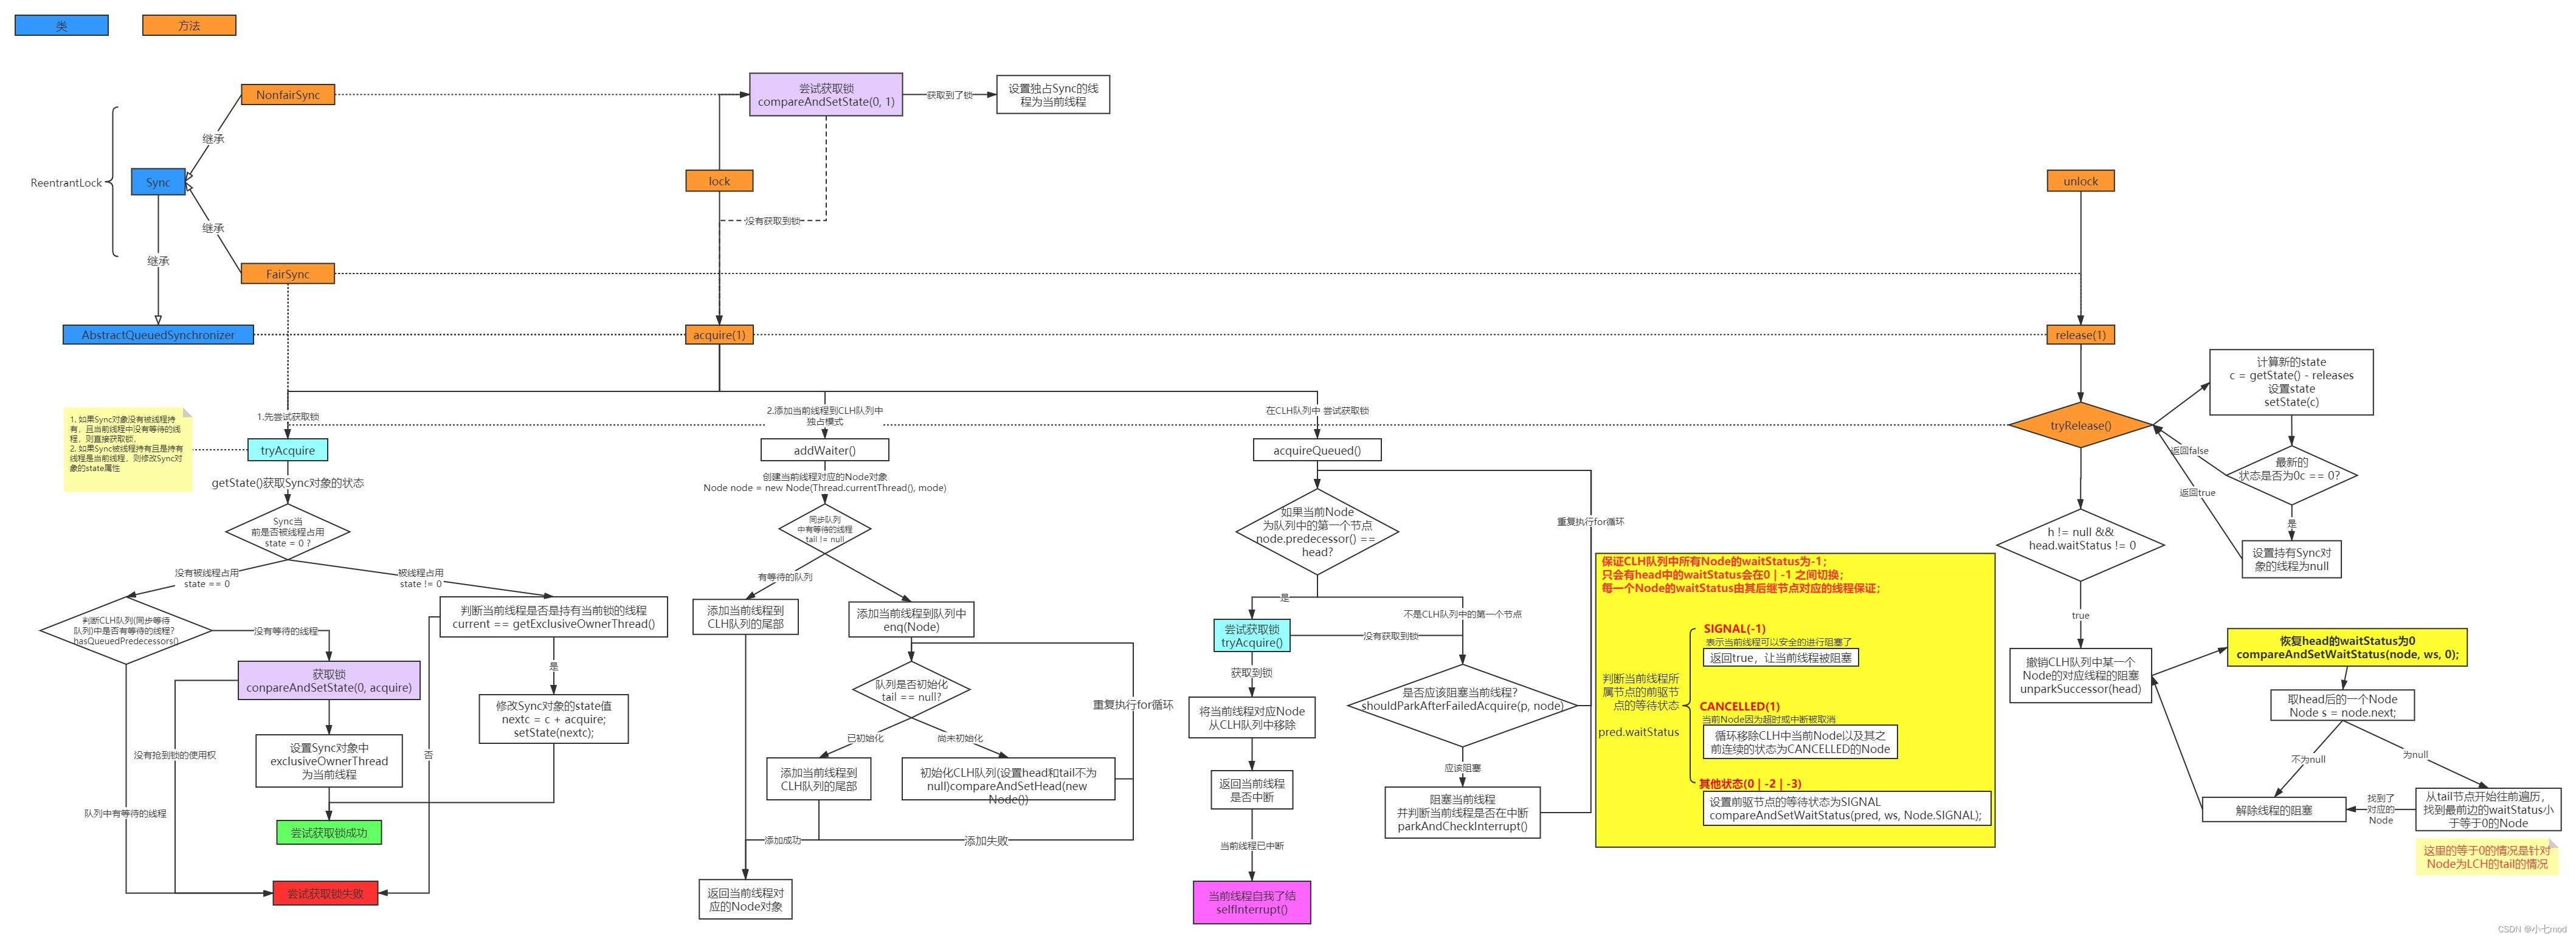 类
方法
NonfairSync
尝试获取锁
compareAndSetState(0, 1)
获取到了锁
设置独占Sync的线
程为当前线程
继承
ReentrantLock
Sync
lock
unlock
没有获取到锁
继承
继承
FairSync
AbstractQueuedSynchronizer
acquire(1)
release(1)
1. 如果Sync对象没有被线程持
有，且当前线程中没有等待的线
程，则直接获取锁。
2. 如果Sync被线程持有且是持有
线程是当前线程，则修改Sync对
象的state属性
1.先尝试获取锁
tryAcquire
getState()获取Sync对象的状态
Sync当
前是否被线程占用
state = 0 ?
没有被线程占用
state == 0
被线程占用
state != 0
判断CLH队列(同步等待
队列)中是否有等待的线程?
hasQueuedPredecessors()
没有等待的线程
判断当前线程是否是持有当前锁的线程
current == getExclusiveOwnerThread()
获取锁
conpareAndSetState(0, acquire)
是
修改Sync对象的state值
nextc = c + acquire;
setState(nextc);
没有抢到锁的使用权
设置Sync对象中
exclusiveOwnerThread
为当前线程
否
队列中有等待的线程
尝试获取锁成功
尝试获取锁失败
2.添加当前线程到CLH队列中
独占模式
addWaiter()
创建当前线程对应的Node对象
Node node = new Node(Thread.currentThread(), mode)
同步队列
中有等待的线程
tail != null
有等待的队列
添加当前线程到
CLH队列的尾部
添加当前线程到队列中
enq(Node)
队列是否初始化
tail == null?
重复执行for循环
已初始化
尚未初始化
添加当前线程到
CLH队列的尾部
初始化CLH队列(设置head和tail不为
null)compareAndSetHead(new
Node())
添加成功
添加失败
返回当前线程对
应的Node对象
在CLH队列中 尝试获取锁
acquireQueued()
如果当前Node
为队列中的第一个节点
node.predecessor() ==
head?
重复执行for循环
是
不是CLH队列中的第一个节点
尝试获取锁
tryAcquire()
没有获取到锁
获取到锁
是否应该阻塞当前线程?
shouldParkAfterFailedAcquire(p, node)
将当前线程对应Node
从CLH队列中移除
应该阻塞
返回当前线程
是否中断
阻塞当前线程
并判断当前线程是否在中断
parkAndCheckInterrupt()
当前线程已中断
当前线程自我了结
selfInterrupt()
保证CLH队列中所有Node的waitStatus为-1；
只会有head中的waitStatus会在0 | -1 之间切换；
每一个Node的waitStatus由其后继节点对应的线程保证；
SIGNAL(-1)
表示当前线程可以安全的进行阻塞了
返回true，让当前线程被阻塞
判断当前线程所
属节点的前驱节
点的等待状态
pred.waitStatus
CANCELLED(1)
当前Node因为超时或中断被取消
循环移除CLH中当前Node以及其之
前连续的状态为CANCELLED的Node
其他状态(0 | -2 | -3)
设置前驱节点的等待状态为SIGNAL
compareAndSetWaitStatus(pred, ws, Node.SIGNAL);
计算新的state
c = getState() - releases
设置state
setState(c)
tryRelease()
返回false
最新的
状态是否为0c == 0?
返回true
是
设置持有Sync对
象的线程为null
h != null &&
head.waitStatus != 0
true
撤销CLH队列中某一个
Node的对应线程的阻塞
unparkSuccessor(head)
恢复head的waitStatus为0
compareAndSetWaitStatus(node, ws, 0);
取head后的一个Node
Node s = node.next;
不为null
为null
解除线程的阻塞
找到了
对应的
Node
从tail节点开始往前遍历，
找到最前边的waitStatus小
于等于0的Node
这里的等于0的情况是针对
Node为LCH的tail的情况
CSDN @小七mod